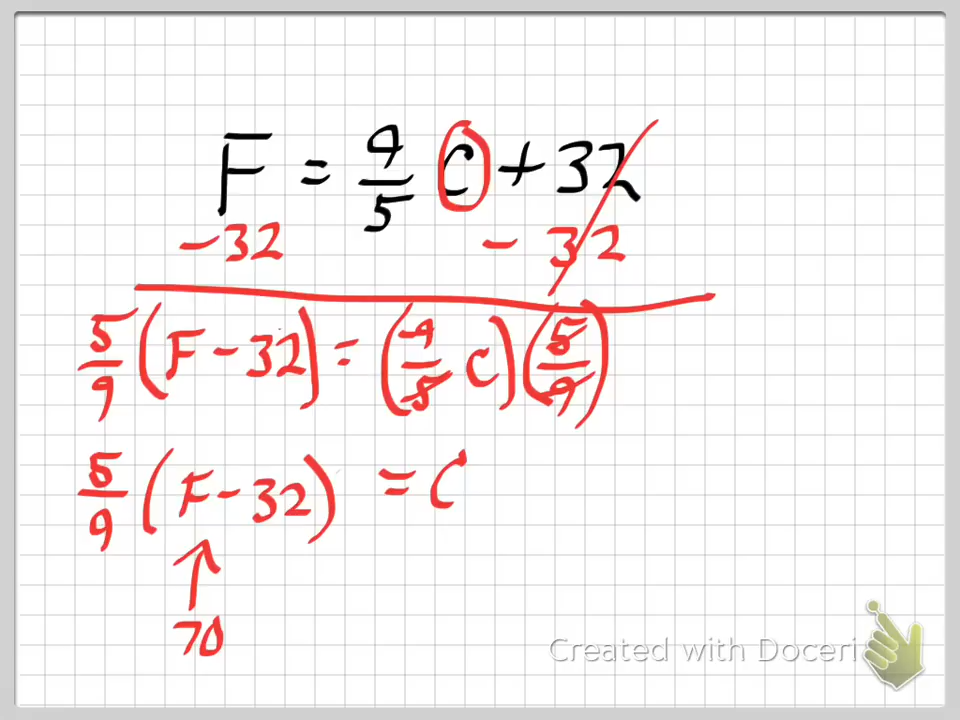 F = 9/5 C + 32
-32 - 32
5/9 (F - 32) = (9/5 C) (5/9)
5/9 (F - 32) = C
↑
70
Created with Doceri